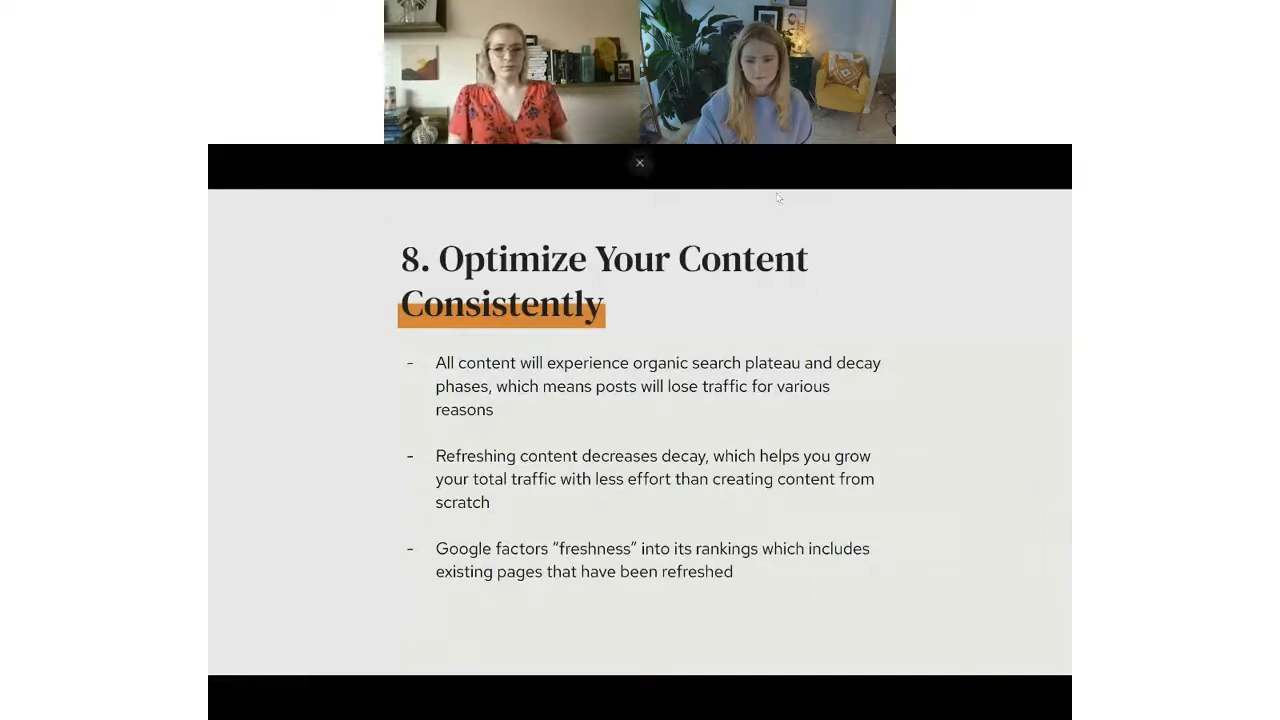 8. Optimize Your Content
Consistently
- All content will experience organic search plateau and decay
phases, which means posts will lose traffic for various
reasons
- Refreshing content decreases decay, which helps you grow
your total traffic with less effort than creating content from
scratch
- Google factors “freshness” into its rankings which includes
existing pages that have been refreshed